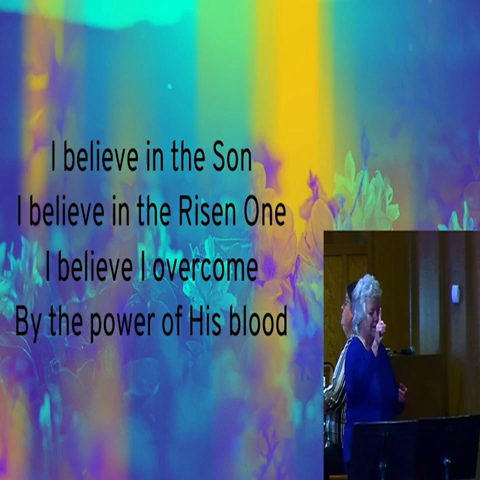 I believe in the Son
I believe in the Risen One
I believe I overcome
By the power of His blood